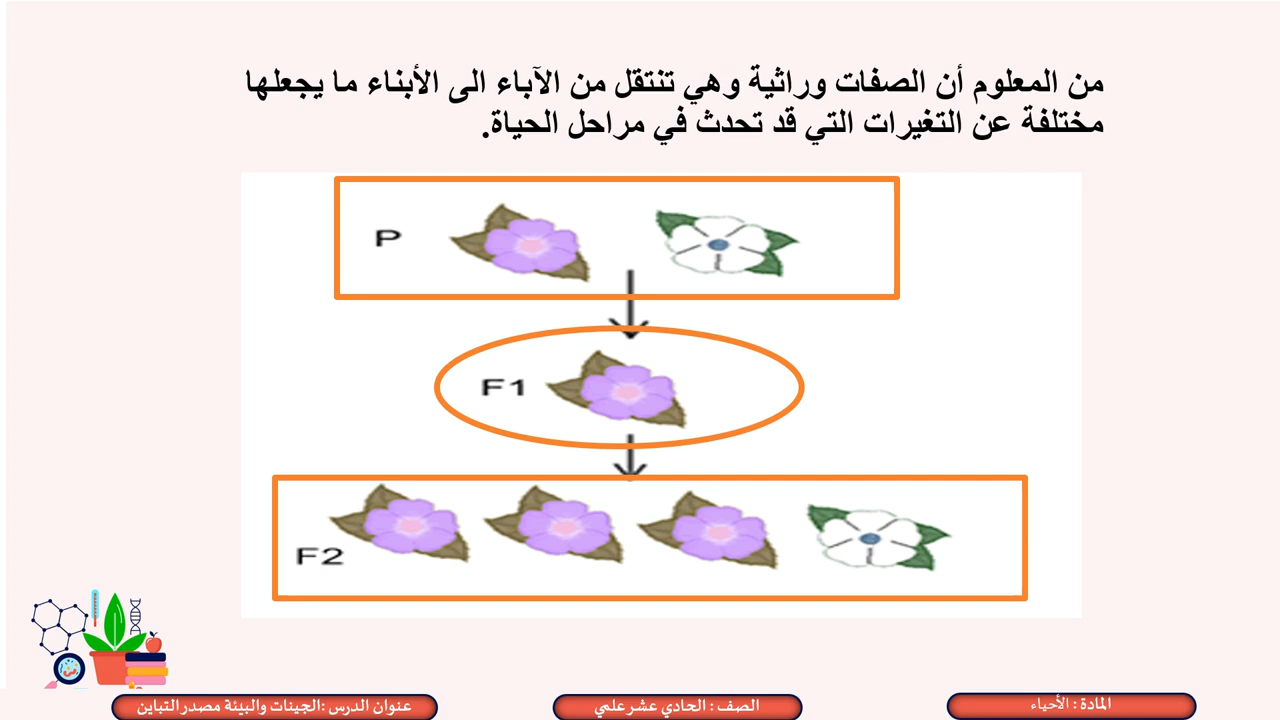 من المعلوم أن الصفات وراثية وهي تنتقل من الآباء الى الأبناء ما يجعلها
مختلفة عن التغيرات التي قد تحدث في مراحل الحياة.
P
F1
F2
المادة : الأحياء
الصف : الحادي عشر علمي
عنوان الدرس :الجينات والبيئة مصدر التباين